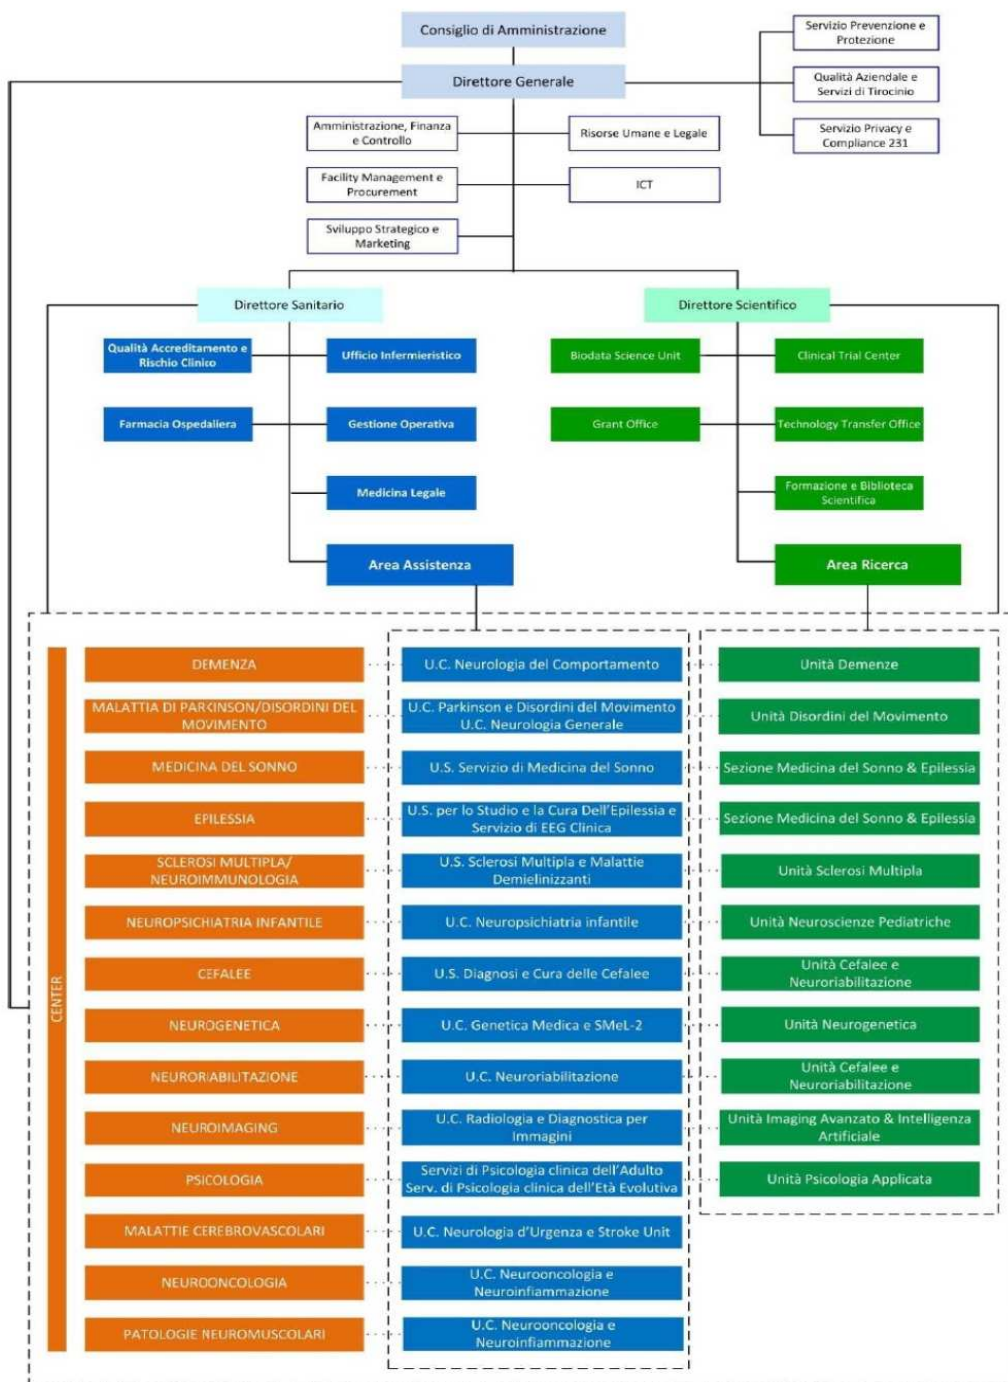 Consiglio di Amministrazione
Direttore Generale
Servizio Prevenzione e
Protezione
Qualità Aziendale e
Servizi di Tirocinio
Servizio Privacy e
Compliance 231
Amministrazione, Finanza
e Controllo
Risorse Umane e Legale
Facility Management e
Procurement
ICT
Sviluppo Strategico e
Marketing
Direttore Sanitario
Direttore Scientifico
Qualità Accreditamento e
Rischio Clinico
Ufficio Infermieristico
Biodata Science Unit
Clinical Trial Center
Farmacia Ospedaliera
Gestione Operativa
Grant Office
Technology Transfer Office
Medicina Legale
Formazione e Biblioteca
Scientifica
Area Assistenza
Area Ricerca
CENTER
DEMENZA
U.C. Neurologia del Comportamento
Unità Demenze
MALATTIA DI PARKINSON/DISORDINI DEL
MOVIMENTO
U.C. Parkinson e Disordini del Movimento
U.C. Neurologia Generale
Unità Disordini del Movimento
MEDICINA DEL SONNO
U.S. Servizio di Medicina del Sonno
Sezione Medicina del Sonno & Epilessia
EPILESSIA
U.S. per lo Studio e la Cura Dell'Epilessia e
Servizio di EEG Clinica
Sezione Medicina del Sonno & Epilessia
SCLEROSI MULTIPLA/
NEUROIMMUNOLOGIA
U.S. Sclerosi Multipla e Malattie
Demielinizzanti
Unità Sclerosi Multipla
NEUROPSICHIATRIA INFANTILE
U.C. Neuropsichiatria infantile
Unità Neuroscienze Pediatriche
CEFALEE
U.S. Diagnosi e Cura delle Cefalee
Unità Cefalee e
Neuroriabilitazione
NEUROGENETICA
U.C. Genetica Medica e SMeL-2
Unità Neurogenetica
NEURORIABILITAZIONE
U.C. Neuroriabilitazione
Unità Cefalee e
Neuroriabilitazione
NEUROIMAGING
U.C. Radiologia e Diagnostica per
Immagini
Unità Imaging Avanzato & Intelligenza
Artificiale
PSICOLOGIA
Servizi di Psicologia clinica dell'Adulto
Serv. di Psicologia clinica dell'Età Evolutiva
Unità Psicologia Applicata
MALATTIE CEREBROVASCOLARI
U.C. Neurologia d'Urgenza e Stroke Unit
NEUROONCOLOGIA
U.C. Neurooncologia e
Neuroinfiammazione
PATOLOGIE NEUROMUSCOLARI
U.C. Neurooncologia e
Neuroinfiammazione